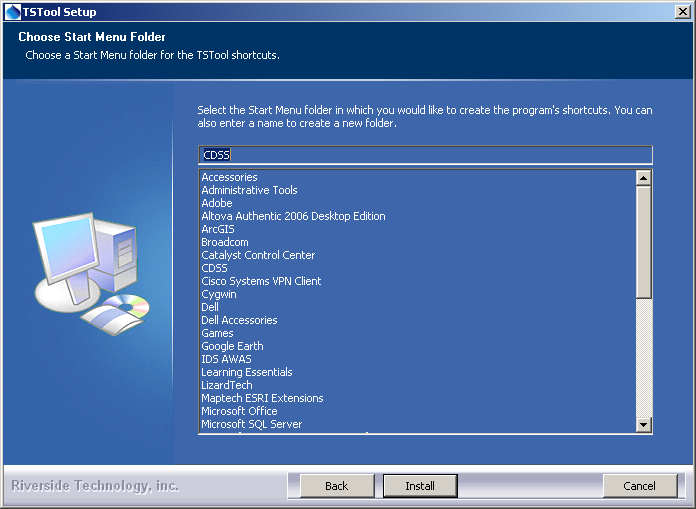 TSTool Setup
Choose Start Menu Folder
Choose a Start Menu folder for the TSTool shortcuts.
Select the Start Menu folder in which you would like to create the program's shortcuts. You can
also enter a name to create a new folder.
CDSS
Accessories
Administrative Tools
Adobe
Altova Authentic 2006 Desktop Edition
ArcGIS
Broadcom
Catalyst Control Center
CDSS
Cisco Systems VPN Client
Cygwin
Dell
Dell Accessories
Games
Google Earth
IDS AWAS
Learning Essentials
LizardTech
Maptech ESRI Extensions
Microsoft Office
Microsoft SQL Server
Riverside Technology, inc.
Back
Install
Cancel